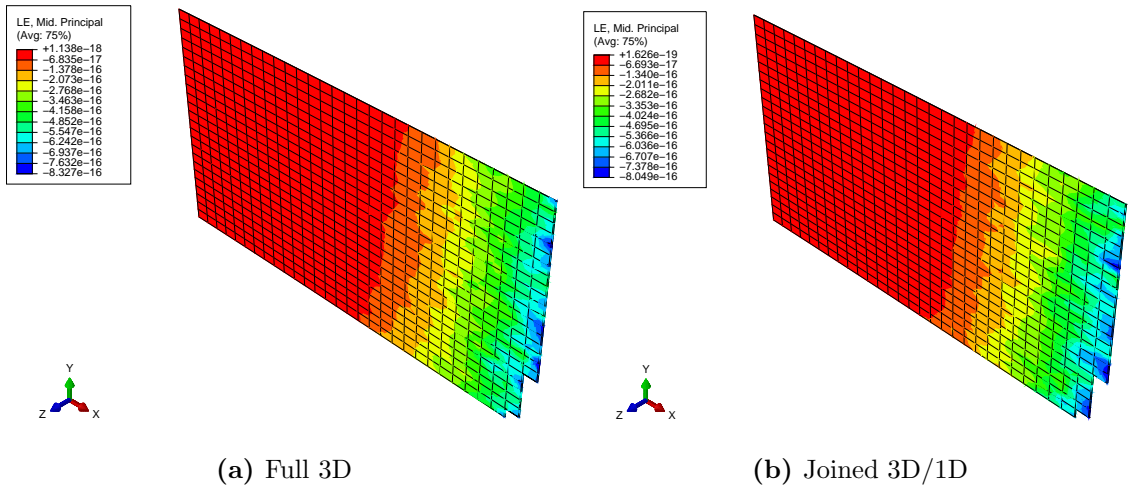 LE, Mid. Principal
(Avg: 75%)
+1.138e−18
−6.835e−17
−1.378e−16
−2.073e−16
−2.768e−16
−3.463e−16
−4.158e−16
−4.852e−16
−5.547e−16
−6.242e−16
−6.937e−16
−7.632e−16
−8.327e−16
Y
Z
X
(a) Full 3D
LE, Mid. Principal
(Avg: 75%)
+1.626e−19
−6.693e−17
−1.340e−16
−2.011e−16
−2.682e−16
−3.353e−16
−4.024e−16
−4.695e−16
−5.366e−16
−6.036e−16
−6.707e−16
−7.378e−16
−8.049e−16
Y
Z
X
(b) Joined 3D/1D